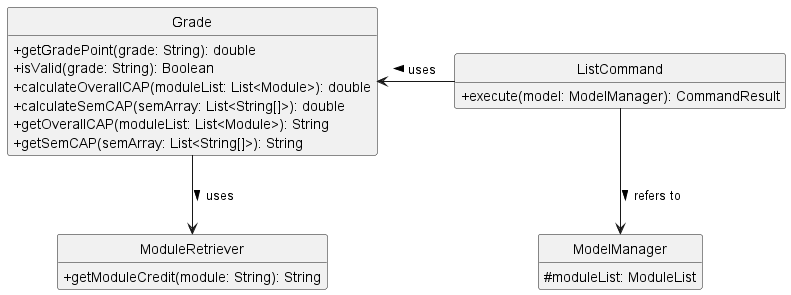 Grade
+getGradePoint(grade: String): double
+isValid(grade: String): Boolean
+calculateOverallCAP(moduleList: List<Module>): double
+calculateSemCAP(semArray: List<String[]>): double
+getOverallCAP(moduleList: List<Module>): String
+getSemCAP(semArray: List<String[]>): String
uses
ListCommand
+execute(model: ModelManager): CommandResult
uses
refers to
ModuleRetriever
+getModuleCredit(module: String): String
ModelManager
#moduleList: ModuleList